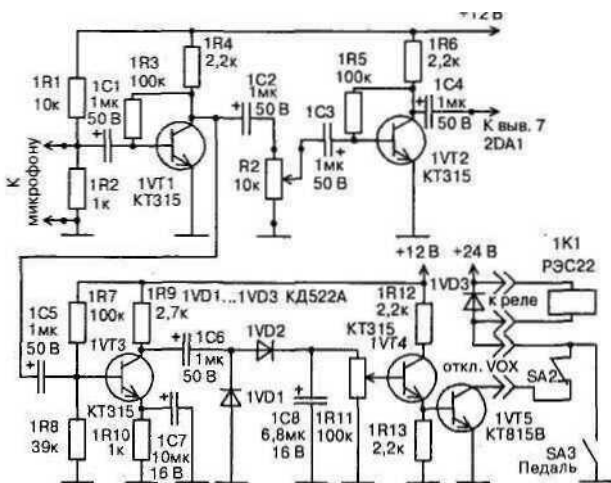 +12В
1R1
10к
1C1
1мк
50 В
1R3
100к
1R4
2,2к
1C2
1мк
50 В
1R5
100к
1R6
2,2к
1C4
1мк
50 В
1C3
1мк
50 В
К
микрофону
1R2
1к
1VT1
КТ315
R2
10к
1VT2
КТ315
К выв. 7
2DA1
+12 В
+24 В
1К1
РЭС22
1C5
1мк
50 В
1R7
100к
1R9
2,7к
1VD1...1VD3 КД522А
1R12
2,2к
1VD3
к реле
1VT3
КТ315
1C6
1мк
50 В
1VD2
КТ315
1VT4
откл. VOX
SA2
1R8
39к
1R10
1к
1C7
10мк
16 В
1VD1
1C8
6,8мк
16 В
1R11
100к
1R13
2,2к
1VT5
КТ815В
SA3
Педаль